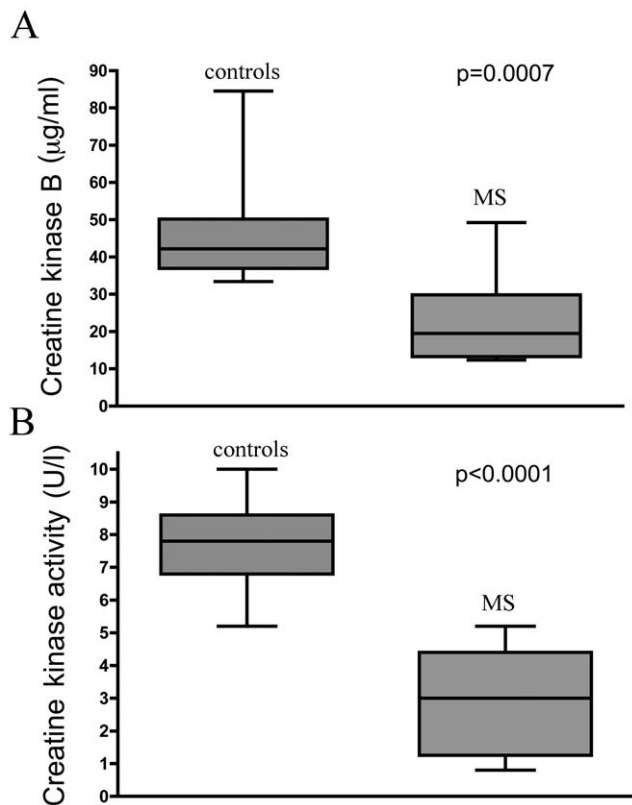 A
Creatine kinase B (μg/ml)
90
80
70
60
50
40
30
20
10
0
controls
p=0.0007
MS
B
Creatine kinase activity (U/l)
10
9
8
7
6
5
4
3
2
1
0
controls
p<0.0001
MS